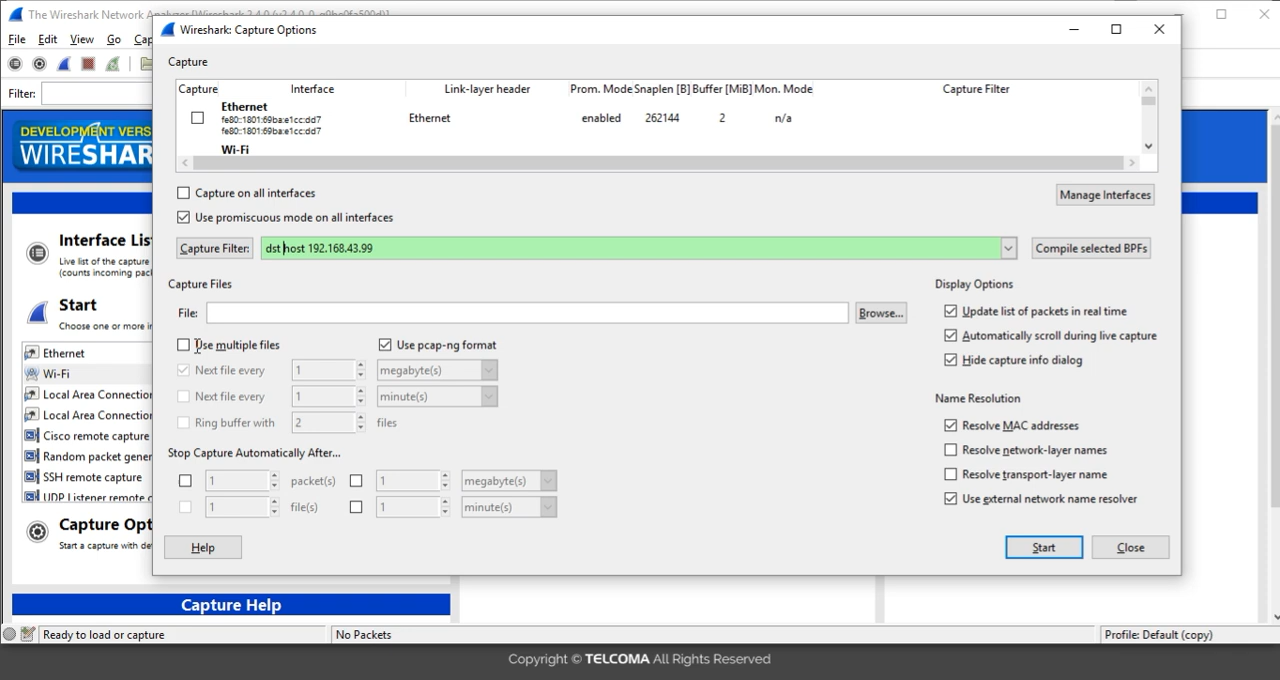 The Wireshark Network Analyzer [Wireshark 2.4.0 (v2.4.0-0-g9be0fa500d)]
File Edit View Go Cap
Filter:
DEVELOPMENT VERS
WIRESHAR
Interface Lis
Live list of the capture
(counts incoming pac
Start
Choose one or more in
Ethernet
Wi-Fi
Local Area Connection
Local Area Connection
Cisco remote capture
Random packet gener
SSH remote capture
UDP Listener remote c
Capture Opt
Start a capture with de
Capture Help
Ready to load or capture
No Packets
Profile: Default (copy)
Wireshark: Capture Options
Capture
Capture Interface Link-layer header Prom. Mode Snaplen [B] Buffer [MiB] Mon. Mode Capture Filter
Ethernet
fe80::1801:69ba:e1cc:dd7
fe80::1801:69ba:e1cc:dd7
Ethernet enabled 262144 2 n/a
Wi-Fi
Capture on all interfaces
Manage Interfaces
Use promiscuous mode on all interfaces
Capture Filter: dst host 192.168.43.99 Compile selected BPFs
Capture Files
File: Browse...
Use multiple files Use pcap-ng format
Next file every 1 megabyte(s)
Next file every 1 minute(s)
Ring buffer with 2 files
Stop Capture Automatically After...
1 packet(s) 1 megabyte(s)
1 file(s) 1 minute(s)
Display Options
Update list of packets in real time
Automatically scroll during live capture
Hide capture info dialog
Name Resolution
Resolve MAC addresses
Resolve network-layer names
Resolve transport-layer name
Use external network name resolver
Help Start Close
Copyright © TELCOMA All Rights Reserved